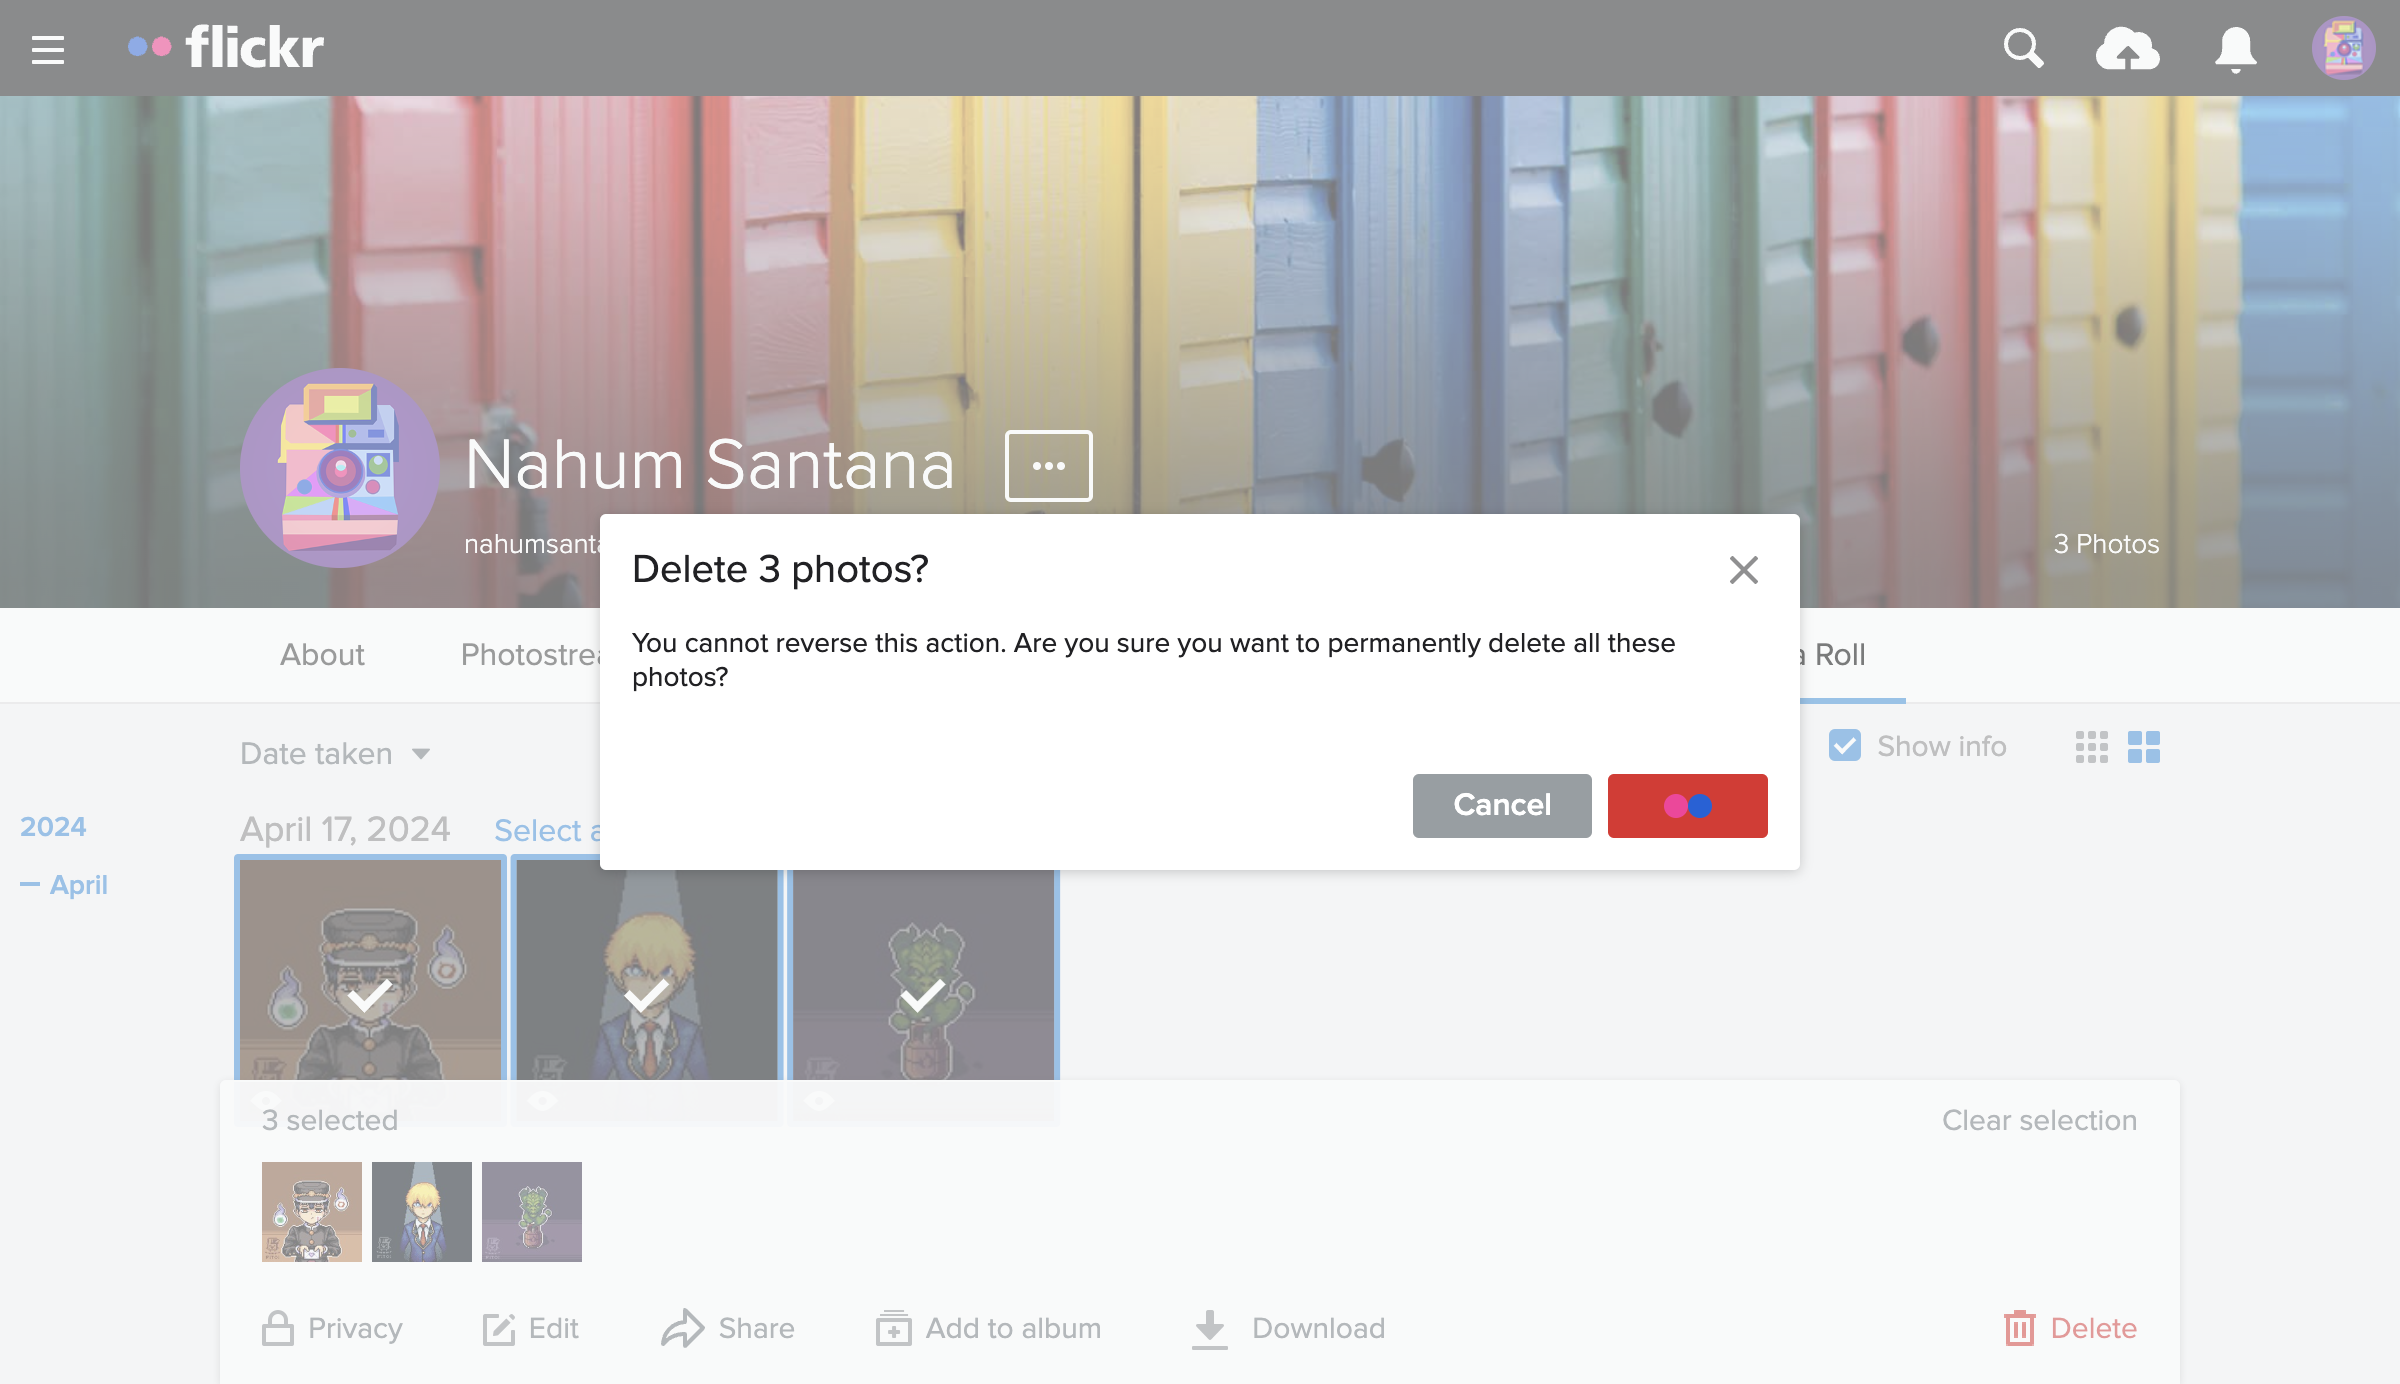 flickr
Nahum Santana
nahumsanta
3 Photos
Delete 3 photos?
You cannot reverse this action. Are you sure you want to permanently delete all these
photos?
Cancel
About
Photostrea
a Roll
Date taken
Show info
2024
April 17, 2024
Select a
April
3 selected
Clear selection
Privacy
Edit
Share
Add to album
Download
Delete